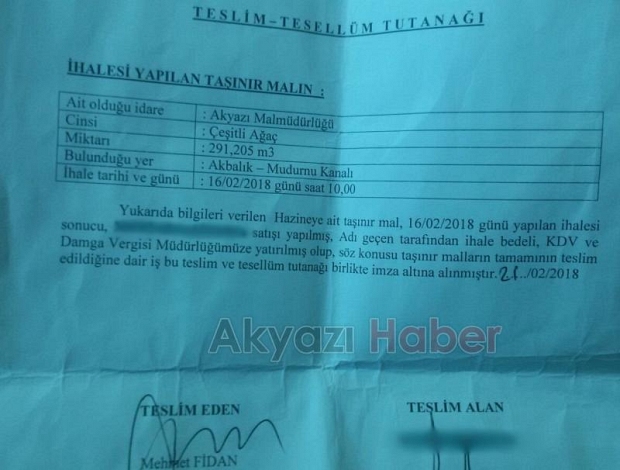 TESLİM–TESELLÜM TUTANAĞI
İHALESİ YAPILAN TAŞINIR MALIN :
Ait olduğu idare : Akyazı Malmüdürlüğü
Cinsi : Çeşitli Ağaç
Miktarı : 291,205 m3
Bulunduğu yer : Akbalık – Mudurnu Kanalı
İhale tarihi ve günü : 16/02/2018 günü saat 10,00
Yukarıda bilgileri verilen Hazineye ait taşınır mal, 16/02/2018 günü yapılan ihalesi
sonucu, satışı yapılmış, Adı geçen tarafından ihale bedeli, KDV ve
Damga Vergisi Müdürlüğümüze yatırılmış olup, söz konusu taşınır malların tamamının teslim
edildiğine dair iş bu teslim ve tesellüm tutanağı birlikte imza altına alınmıştır. 21../02/2018
Akyazı Haber
TESLİM EDEN
TESLİM ALAN
Mehmet FİDAN